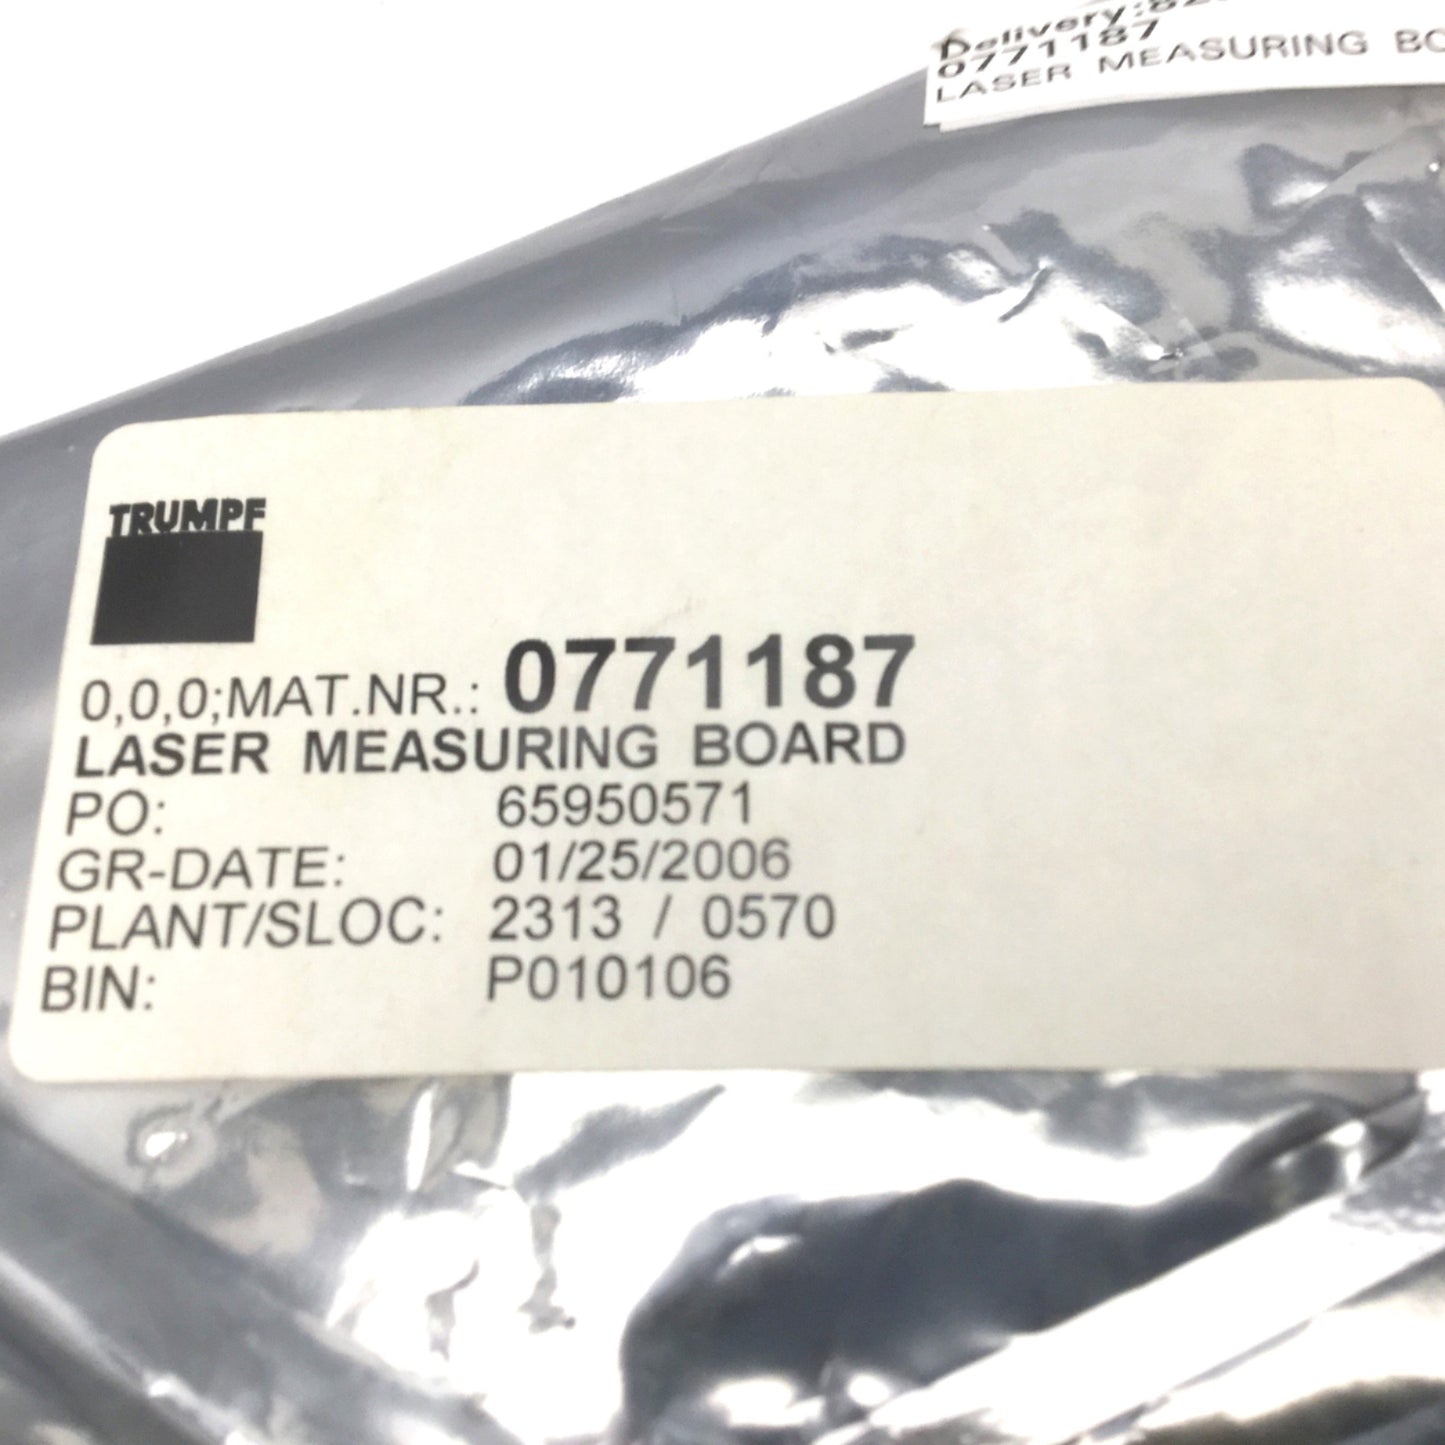 Delivery:
0771187
LASER MEASURING
TRUMPF
0,0,0;MAT.NR.: 0771187
LASER MEASURING BOARD
PO: 65950571
GR-DATE: 01/25/2006
PLANT/SLOC: 2313 / 0570
BIN: P010106